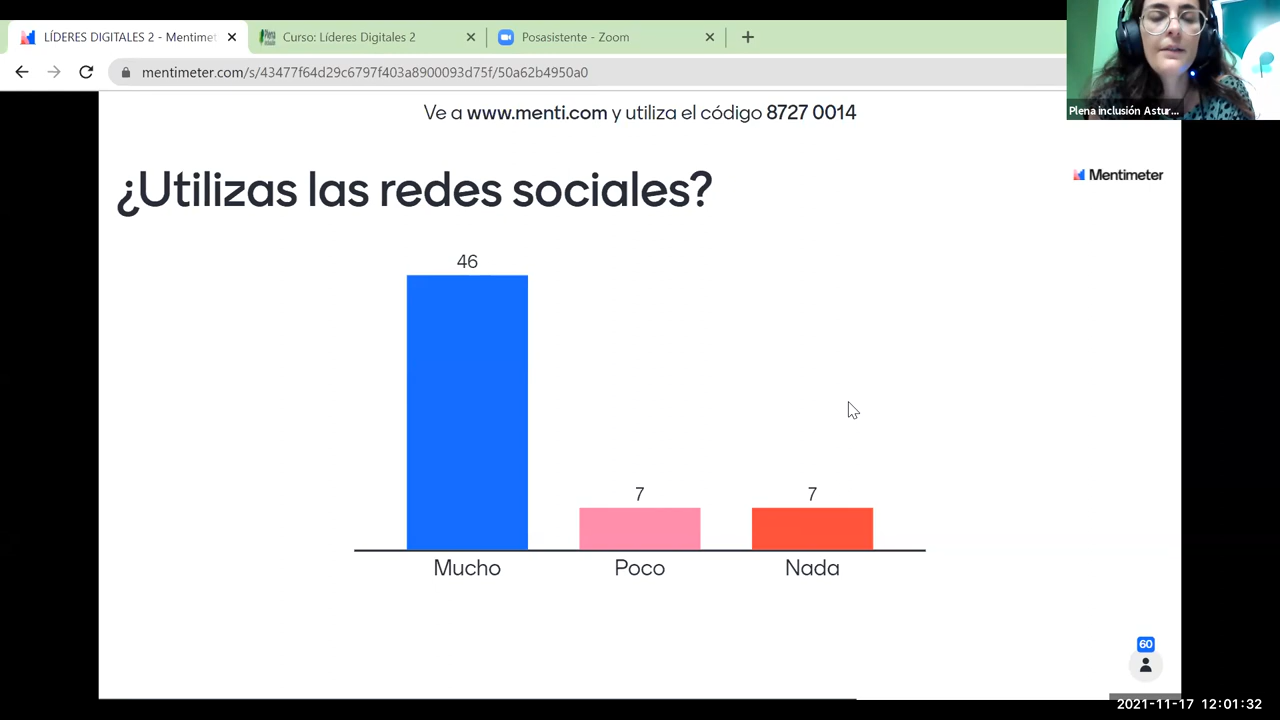 LÍDERES DIGITALES 2 - Mentimet
Curso: Líderes Digitales 2
Posasistente - Zoom
mentimeter.com/s/43477f64d29c6797f403a8900093d75f/50a62b4950a0
Plena inclusión Astur...
Ve a www.menti.com y utiliza el código 8727 0014
¿Utilizas las redes sociales?
Mentimeter
46
7
7
Mucho
Poco
Nada
60
2021-11-17 12:01:32